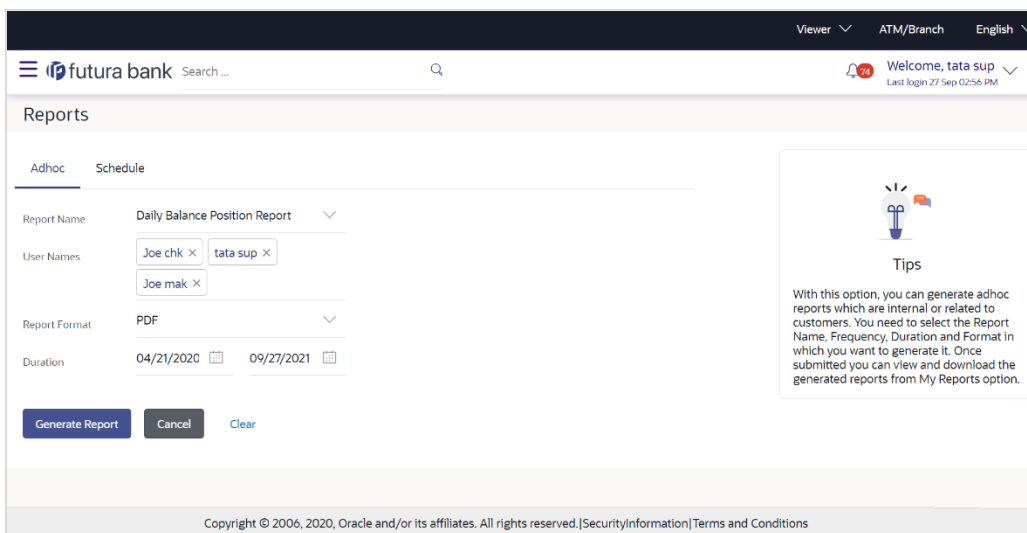 Viewer ATM/Branch English
futura bank Search ... 74 Welcome, tata sup
Last login 27 Sep 02:56 PM
Reports
Adhoc Schedule
Report Name Daily Balance Position Report
User Names Joe chk × tata sup ×
Joe mak ×
Report Format PDF
Duration 04/21/2020 09/27/2021
Generate Report Cancel Clear
Tips
With this option, you can generate adhoc
reports which are internal or related to
customers. You need to select the Report
Name, Frequency, Duration and Format in
which you want to generate it. Once
submitted you can view and download the
generated reports from My Reports option.
Copyright © 2006, 2020, Oracle and/or its affiliates. All rights reserved.|SecurityInformation|Terms and Conditions